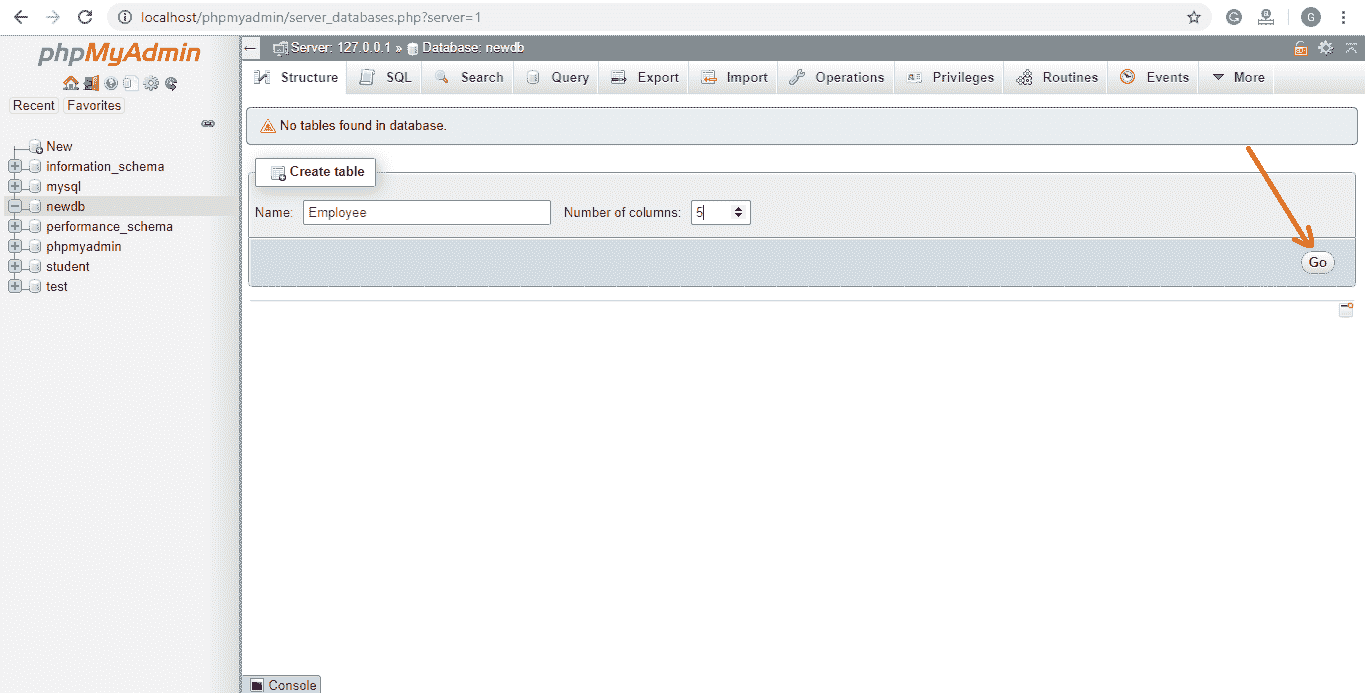 localhost/phpmyadmin/server_databases.php?server=1
G
phpMyAdmin
Recent Favorites
New
information_schema
mysql
newdb
performance_schema
phpmyadmin
student
test
Server: 127.0.0.1 » Database: newdb
Structure SQL Search Query Export Import Operations Privileges Routines Events More
No tables found in database.
Create table
Name: Employee Number of columns: 5
Go
Console